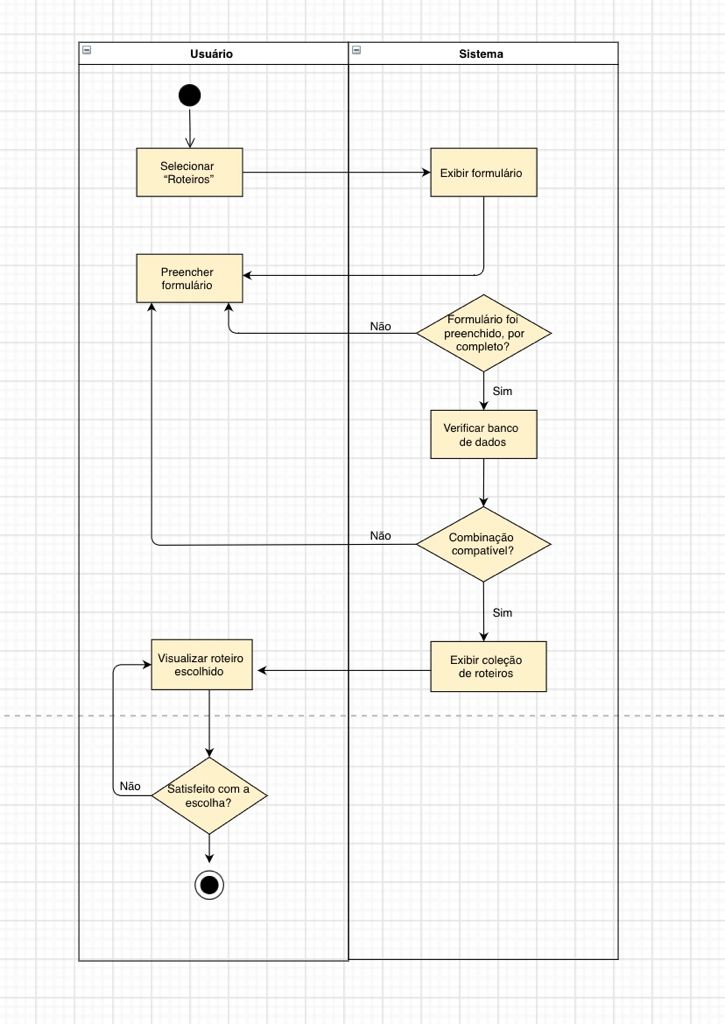 Usuário
Sistema
Selecionar
“Roteiros”
Exibir formulário
Preencher
formulário
Não
Formulário foi
preenchido, por
completo?
Sim
Verificar banco
de dados
Não
Combinação
compatível?
Sim
Visualizar roteiro
escolhido
Exibir coleção
de roteiros
Não
Satisfeito com a
escolha?